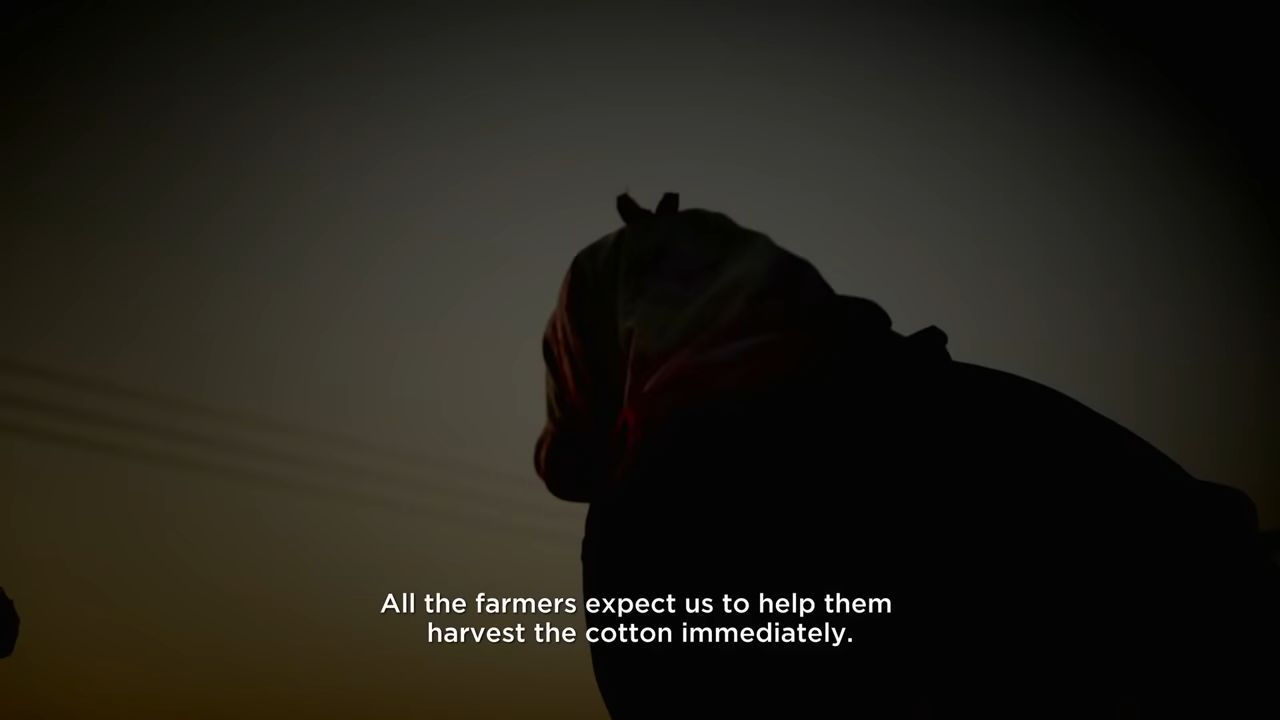 All the farmers expect us to help them
harvest the cotton immediately.